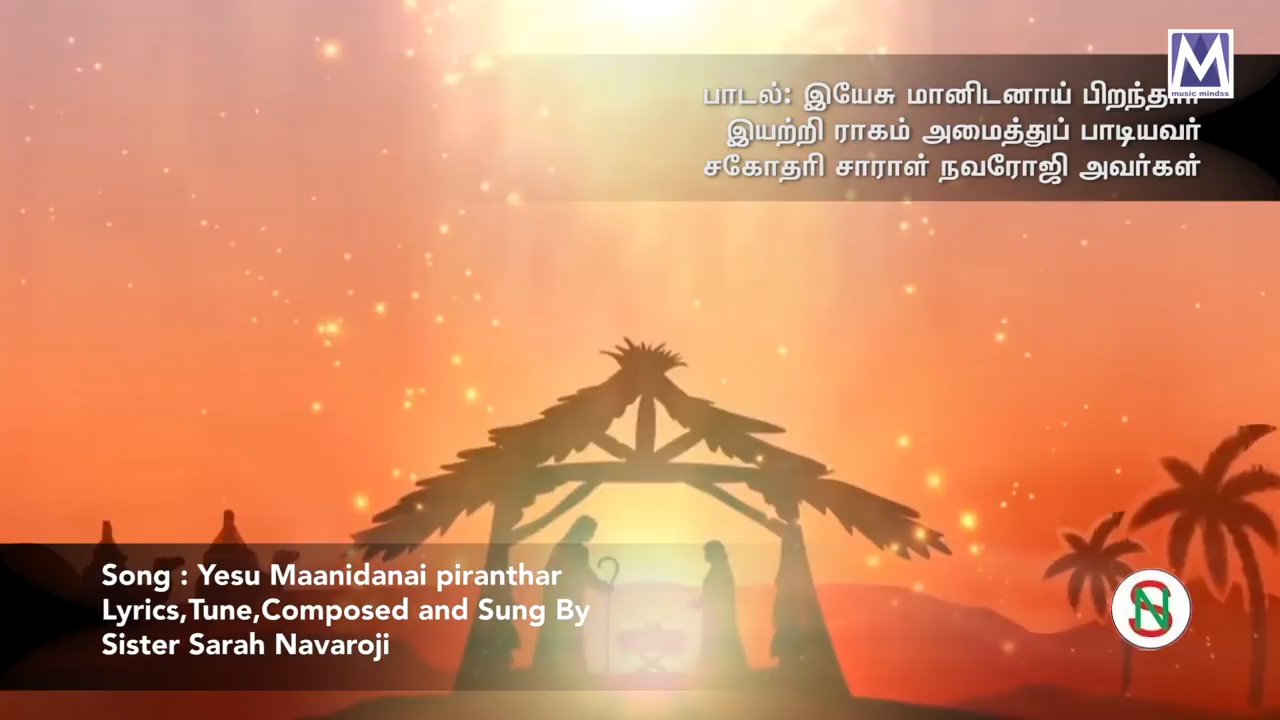 பாடல்: இயேசு மானிடனாய் பிறந்தார்
இயற்றி ராகம் அமைத்துப் பாடியவர்
சகோதரி சாராள் நவரோஜி அவர்கள்
M
music mindss
Song : Yesu Maanidanai piranthar
Lyrics,Tune,Composed and Sung By
Sister Sarah Navaroji
SN